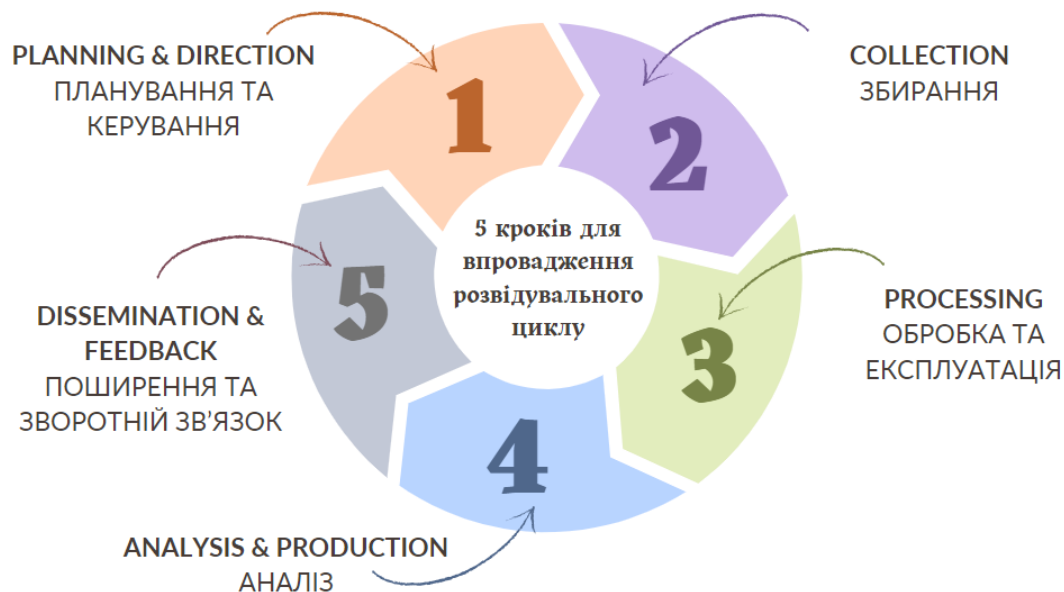 PLANNING & DIRECTION
ПЛАНУВАННЯ ТА
КЕРУВАННЯ
1
COLLECTION
ЗБИРАННЯ
2
5 кроків для
впровадження
розвідувального
циклу
PROCESSING
ОБРОБКА ТА
ЕКСПЛУАТАЦІЯ
3
ANALYSIS & PRODUCTION
АНАЛІЗ
4
DISSEMINATION &
FEEDBACK
ПОШИРЕННЯ ТА
ЗВОРОТНІЙ ЗВ’ЯЗОК
5